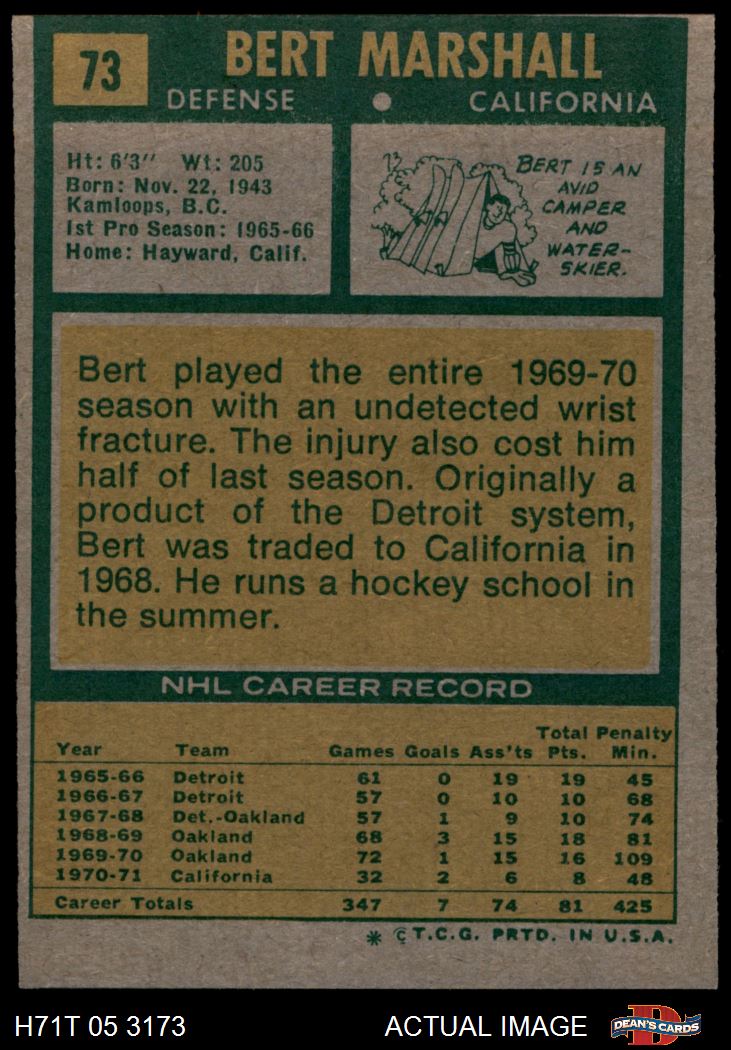 73
BERT MARSHALL
DEFENSE • CALIFORNIA
Ht: 6'3" Wt: 205
Born: Nov. 22, 1943
Kamloops, B.C.
1st Pro Season: 1965-66
Home: Hayward, Calif.
BERT IS AN
AVID
CAMPER
AND
WATER-
SKIER.
Bert played the entire 1969-70
season with an undetected wrist
fracture. The injury also cost him
half of last season. Originally a
product of the Detroit system,
Bert was traded to California in
1968. He runs a hockey school in
the summer.
NHL CAREER RECORD
Year Team Games Goals Ass'ts Total Pts. Penalty Min.
1965-66 Detroit 61 0 19 19 45
1966-67 Detroit 57 0 10 10 68
1967-68 Det.-Oakland 57 1 9 10 74
1968-69 Oakland 68 3 15 18 81
1969-70 Oakland 72 1 15 16 109
1970-71 California 32 2 6 8 48
Career Totals 347 7 74 81 425
* © T.C.G. PRTD. IN U.S.A.
H71T 05 3173 ACTUAL IMAGE
D
DEAN'S CARDS